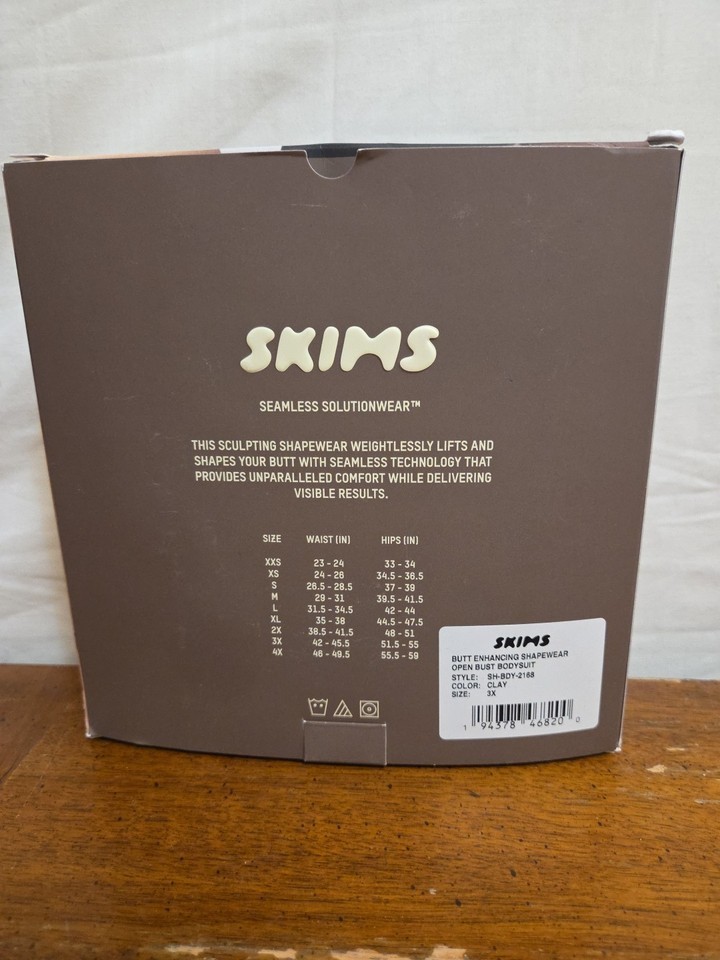 SKIMS
SEAMLESS SOLUTIONWEAR™
THIS SCULPTING SHAPEWEAR WEIGHTLESSLY LIFTS AND
SHAPES YOUR BUTT WITH SEAMLESS TECHNOLOGY THAT
PROVIDES UNPARALLELED COMFORT WHILE DELIVERING
VISIBLE RESULTS.
SIZE WAIST (IN) HIPS (IN)
XXS 23 - 24 33 - 34
XS 24 - 26 34.5 - 36.5
S 26.5 - 28.5 37 - 39
M 29 - 31 39.5 - 41.5
L 31.5 - 34.5 42 - 44
XL 35 - 38 44.5 - 47.5
2X 38.5 - 41.5 48 - 51
3X 42 - 45.5 51.5 - 55
4X 46 - 49.5 55.5 - 59
SKIMS
BUTT ENHANCING SHAPEWEAR
OPEN BUST BODYSUIT
STYLE: SH-BDY-2168
COLOR: CLAY
SIZE: 3X
1 94378 46820 0